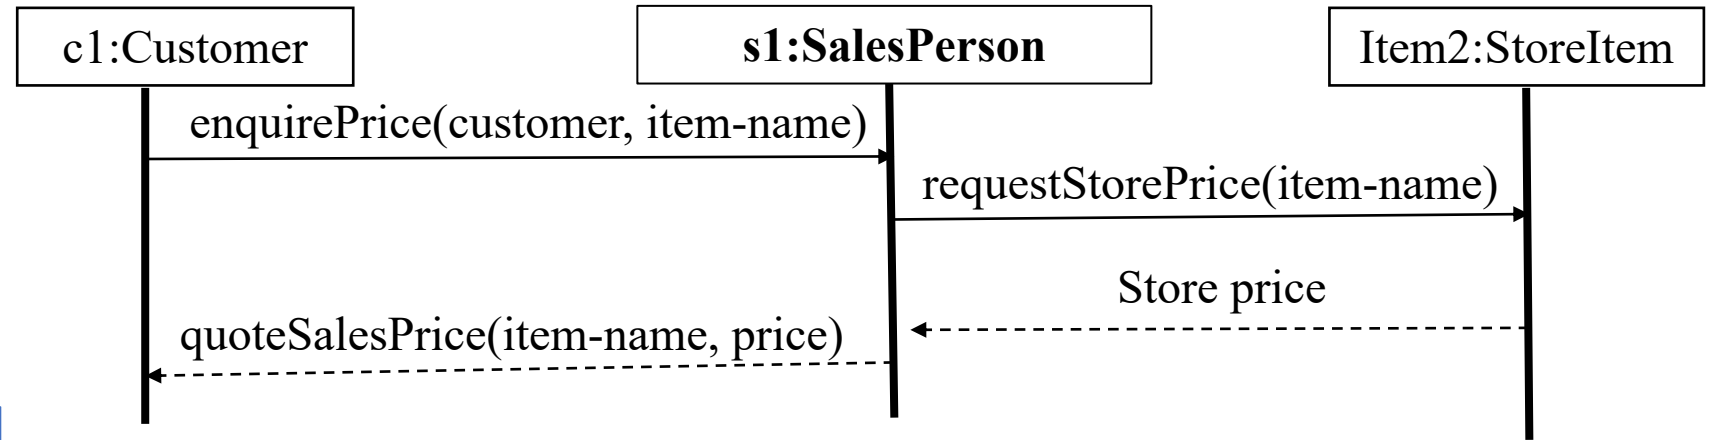 c1:Customer
s1:SalesPerson
Item2:StoreItem
enquirePrice(customer, item-name)
requestStorePrice(item-name)
Store price
quoteSalesPrice(item-name, price)